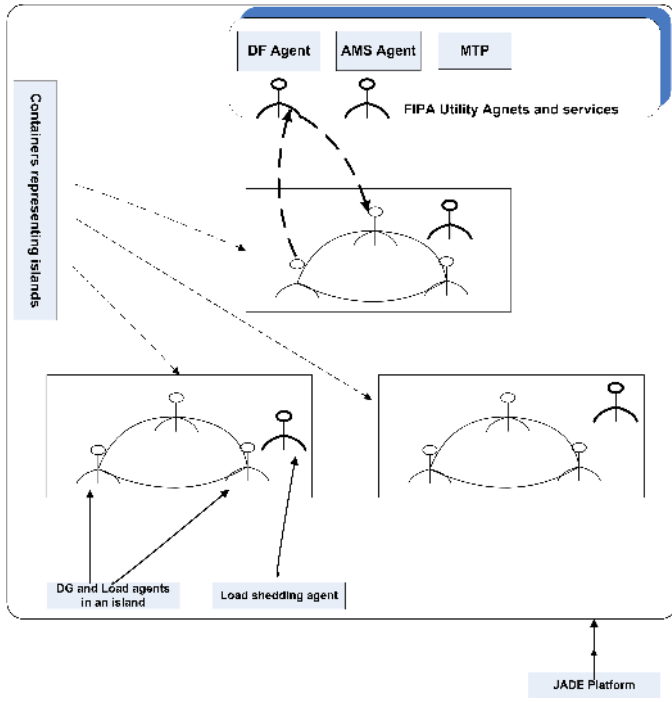 DF Agent
AMS Agent
MTP
FIPA Utility Agnets and services
Containers representing islands
DG and Load agents
in an island
Load shedding agent
JADE Platform